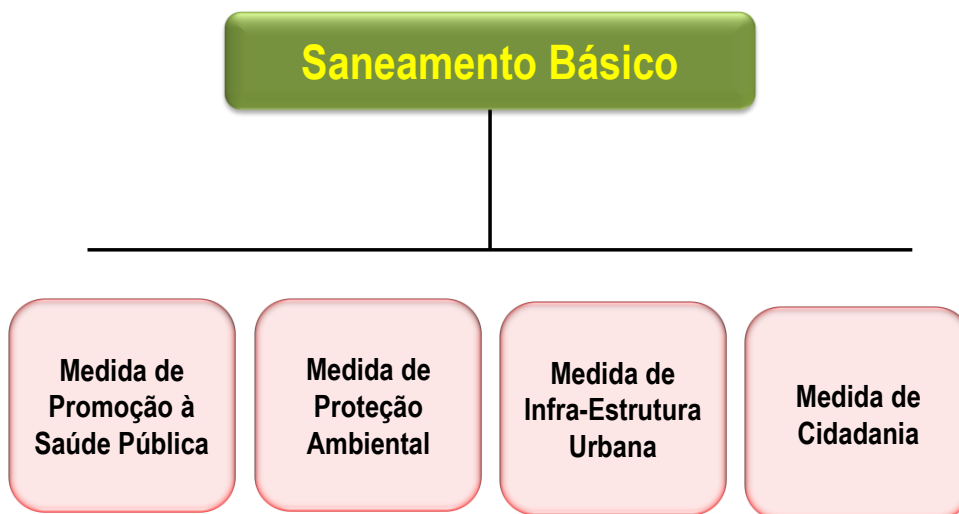 Saneamento Básico
Medida de
Promoção à
Saúde Pública
Medida de
Proteção
Ambiental
Medida de
Infra-Estrutura
Urbana
Medida de
Cidadania